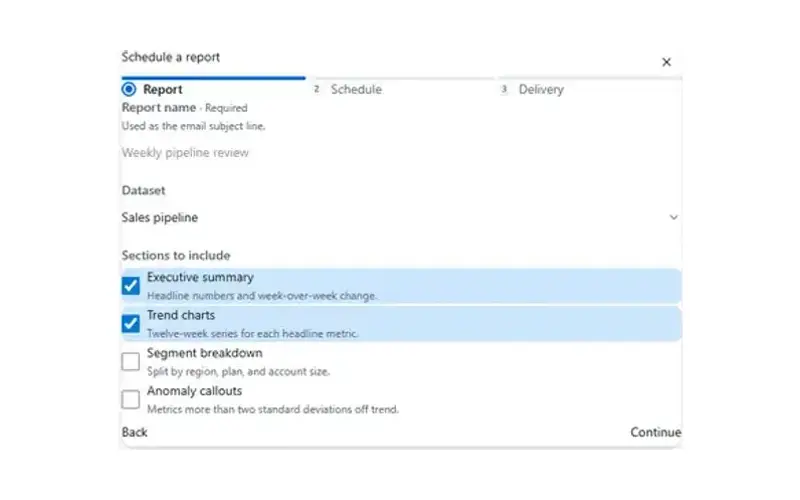 Schedule a report
Report
2 Schedule
3 Delivery
Report name · Required
Used as the email subject line.
Weekly pipeline review
Dataset
Sales pipeline
Sections to include
Executive summary
Headline numbers and week-over-week change.
Trend charts
Twelve-week series for each headline metric.
Segment breakdown
Split by region, plan, and account size.
Anomaly callouts
Metrics more than two standard deviations off trend.
Back
Continue